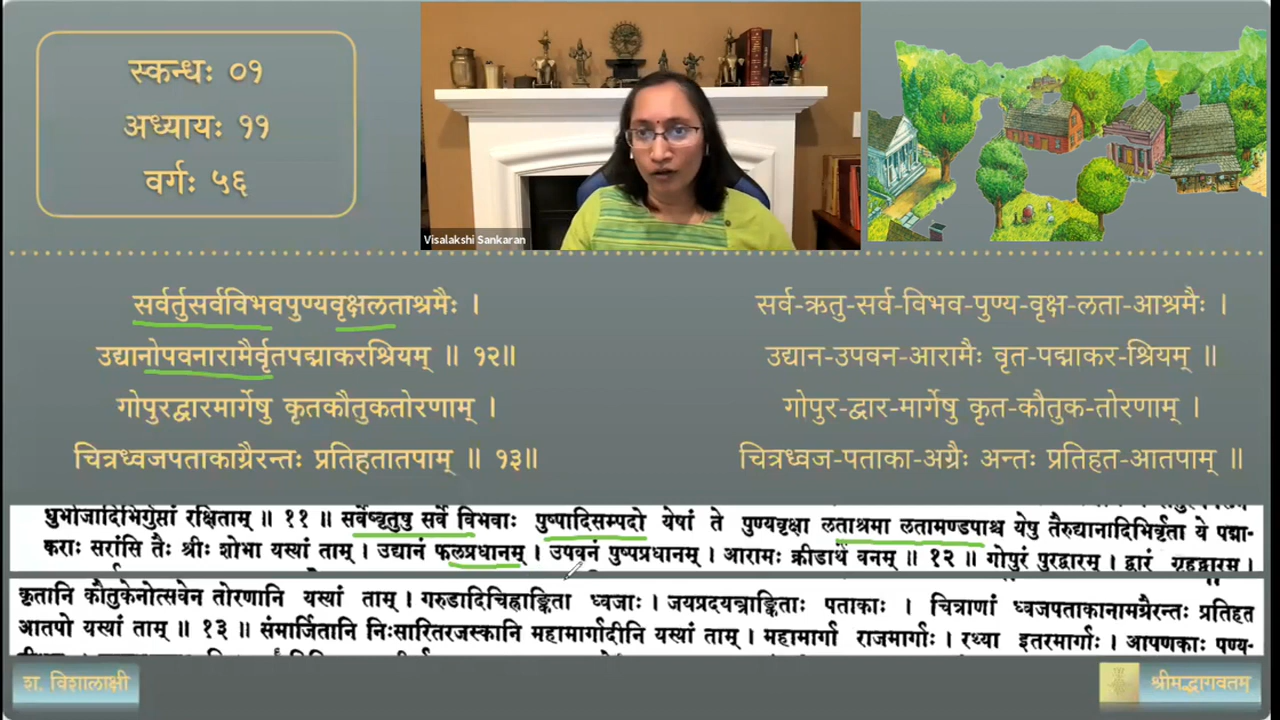 स्कन्धः ०१
अध्यायः ११
वर्गः ५६
Visalakshi Sankaran
सर्वर्तुसर्वविभवपुण्यवृक्षलताश्रमैः ।
उद्यानोपवनारामैर्वृतपद्माकरश्रियम् ॥ १२॥
गोपुरद्वारमार्गेषु कृतकौतुकतोरणाम् ।
चित्रध्वजपताकाग्रैरन्तः प्रतिहतातपाम् ॥ १३॥
सर्व-ऋतु-सर्व-विभव-पुण्य-वृक्ष-लता-आश्रमैः ।
उद्यान-उपवन-आरामैः वृत-पद्माकर-श्रियम् ॥
गोपुर-द्वार-मार्गेषु कृत-कौतुक-तोरणाम् ।
चित्रध्वज-पताका-अग्रैः अन्तः प्रतिहत-आतपाम् ॥
रक्षिताम् ॥ ११ ॥ सर्वेष्वृतुषु सर्वे विभवाः पुष्पादिसम्पदो येषां ते पुण्यवृक्षा लताश्रमा लतामण्डपाश्च येषु तैरुद्यानादिभिर्वृता ये पद्मा-
कराः सरांसि तैः श्रीः शोभा यस्यां ताम् । उद्यानं फलप्रधानम् । उपवनं पुष्पप्रधानम् । आरामः क्रीडार्थं वनम् ॥ १२ ॥ गोपुरं पुरद्वारम् । द्वारं गृहद्वारम् ।
कृतानि कौतुकेनोत्सवेन तोरणानि यस्यां ताम् । गरुडादिचिह्नाङ्किता ध्वजाः । जयप्रदयन्त्राङ्किताः पताकाः । चित्राणां ध्वजपताकानामग्रैरन्तः प्रतिहत
आतपो यस्यां ताम् ॥ १३ ॥ संमार्जितानि निःसारितरजस्कानि महामार्गादीनि यस्यां ताम् । महामार्गा राजमार्गाः । रथ्या इतरमार्गाः । आपणकाः पण्य-
श. विशालाक्षी
श्रीमद्भागवतम्